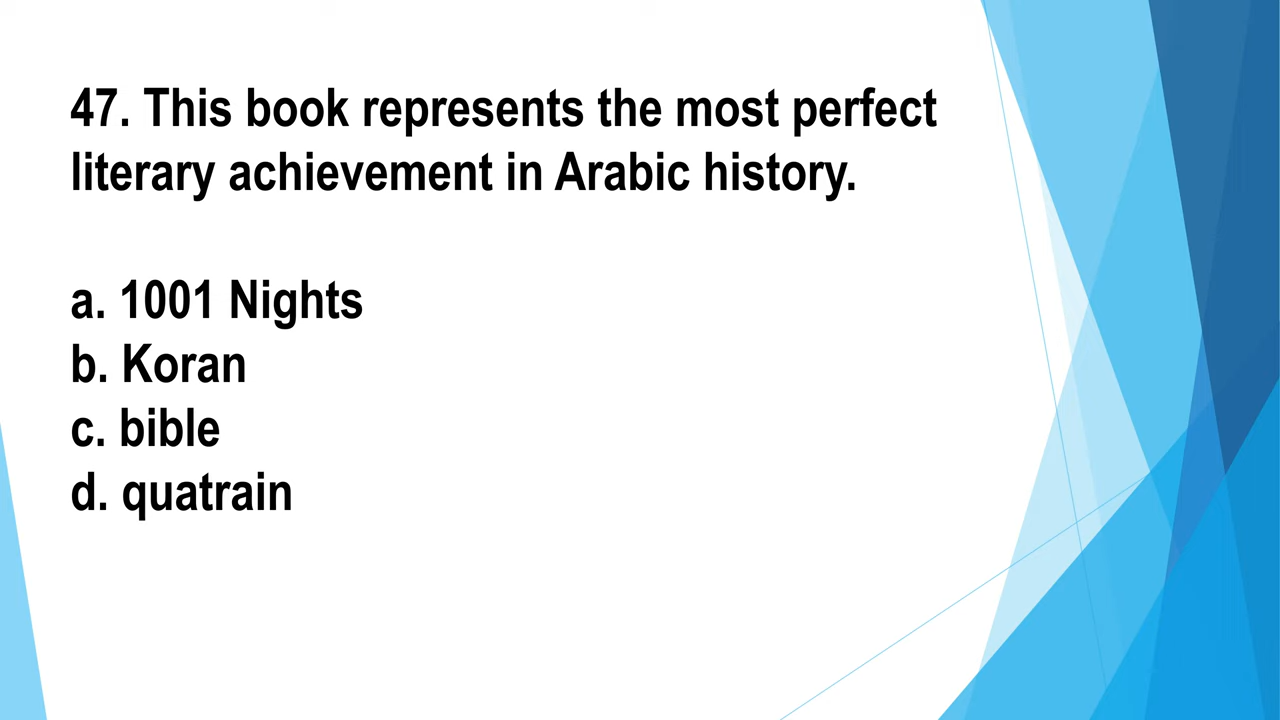 47. This book represents the most perfect
literary achievement in Arabic history.
a. 1001 Nights
b. Koran
c. bible
d. quatrain